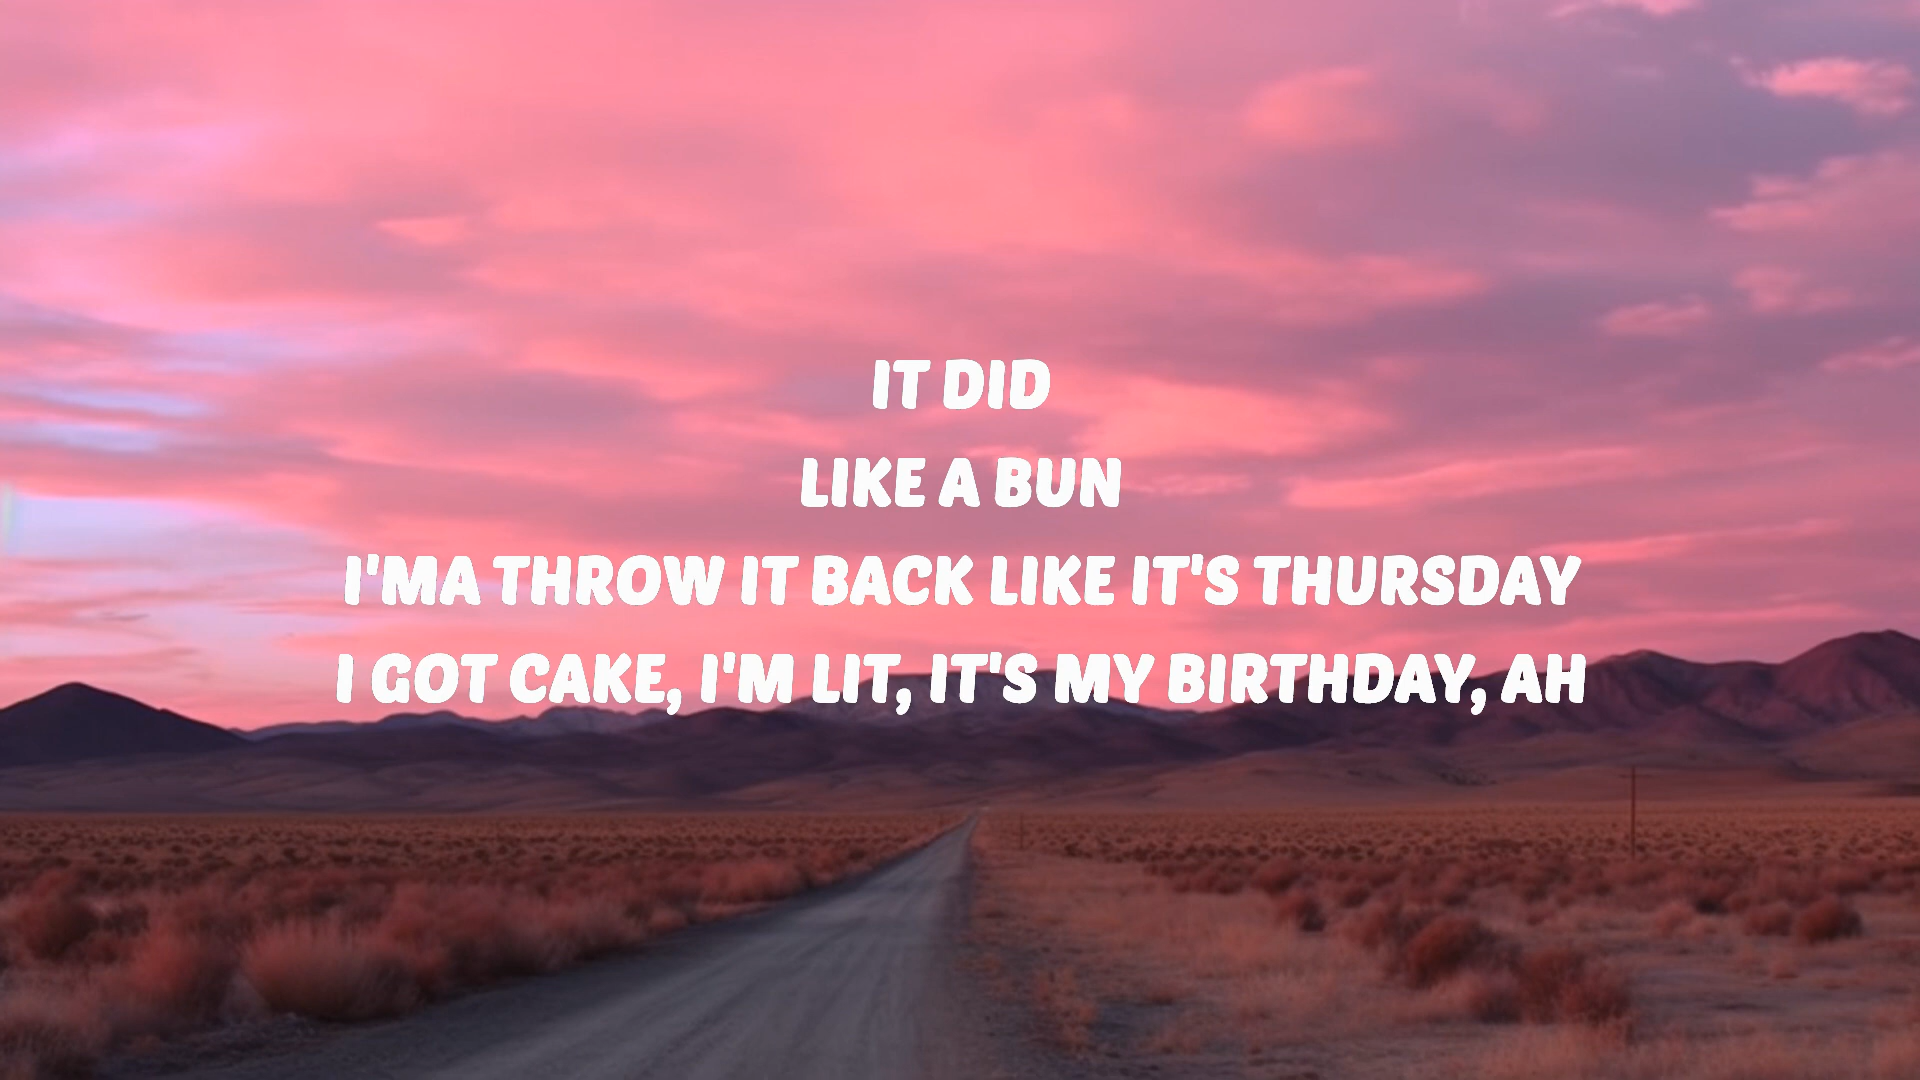 IT DID
LIKE A BUN
I'MA THROW IT BACK LIKE IT'S THURSDAY
I GOT CAKE, I'M LIT, IT'S MY BIRTHDAY, AH